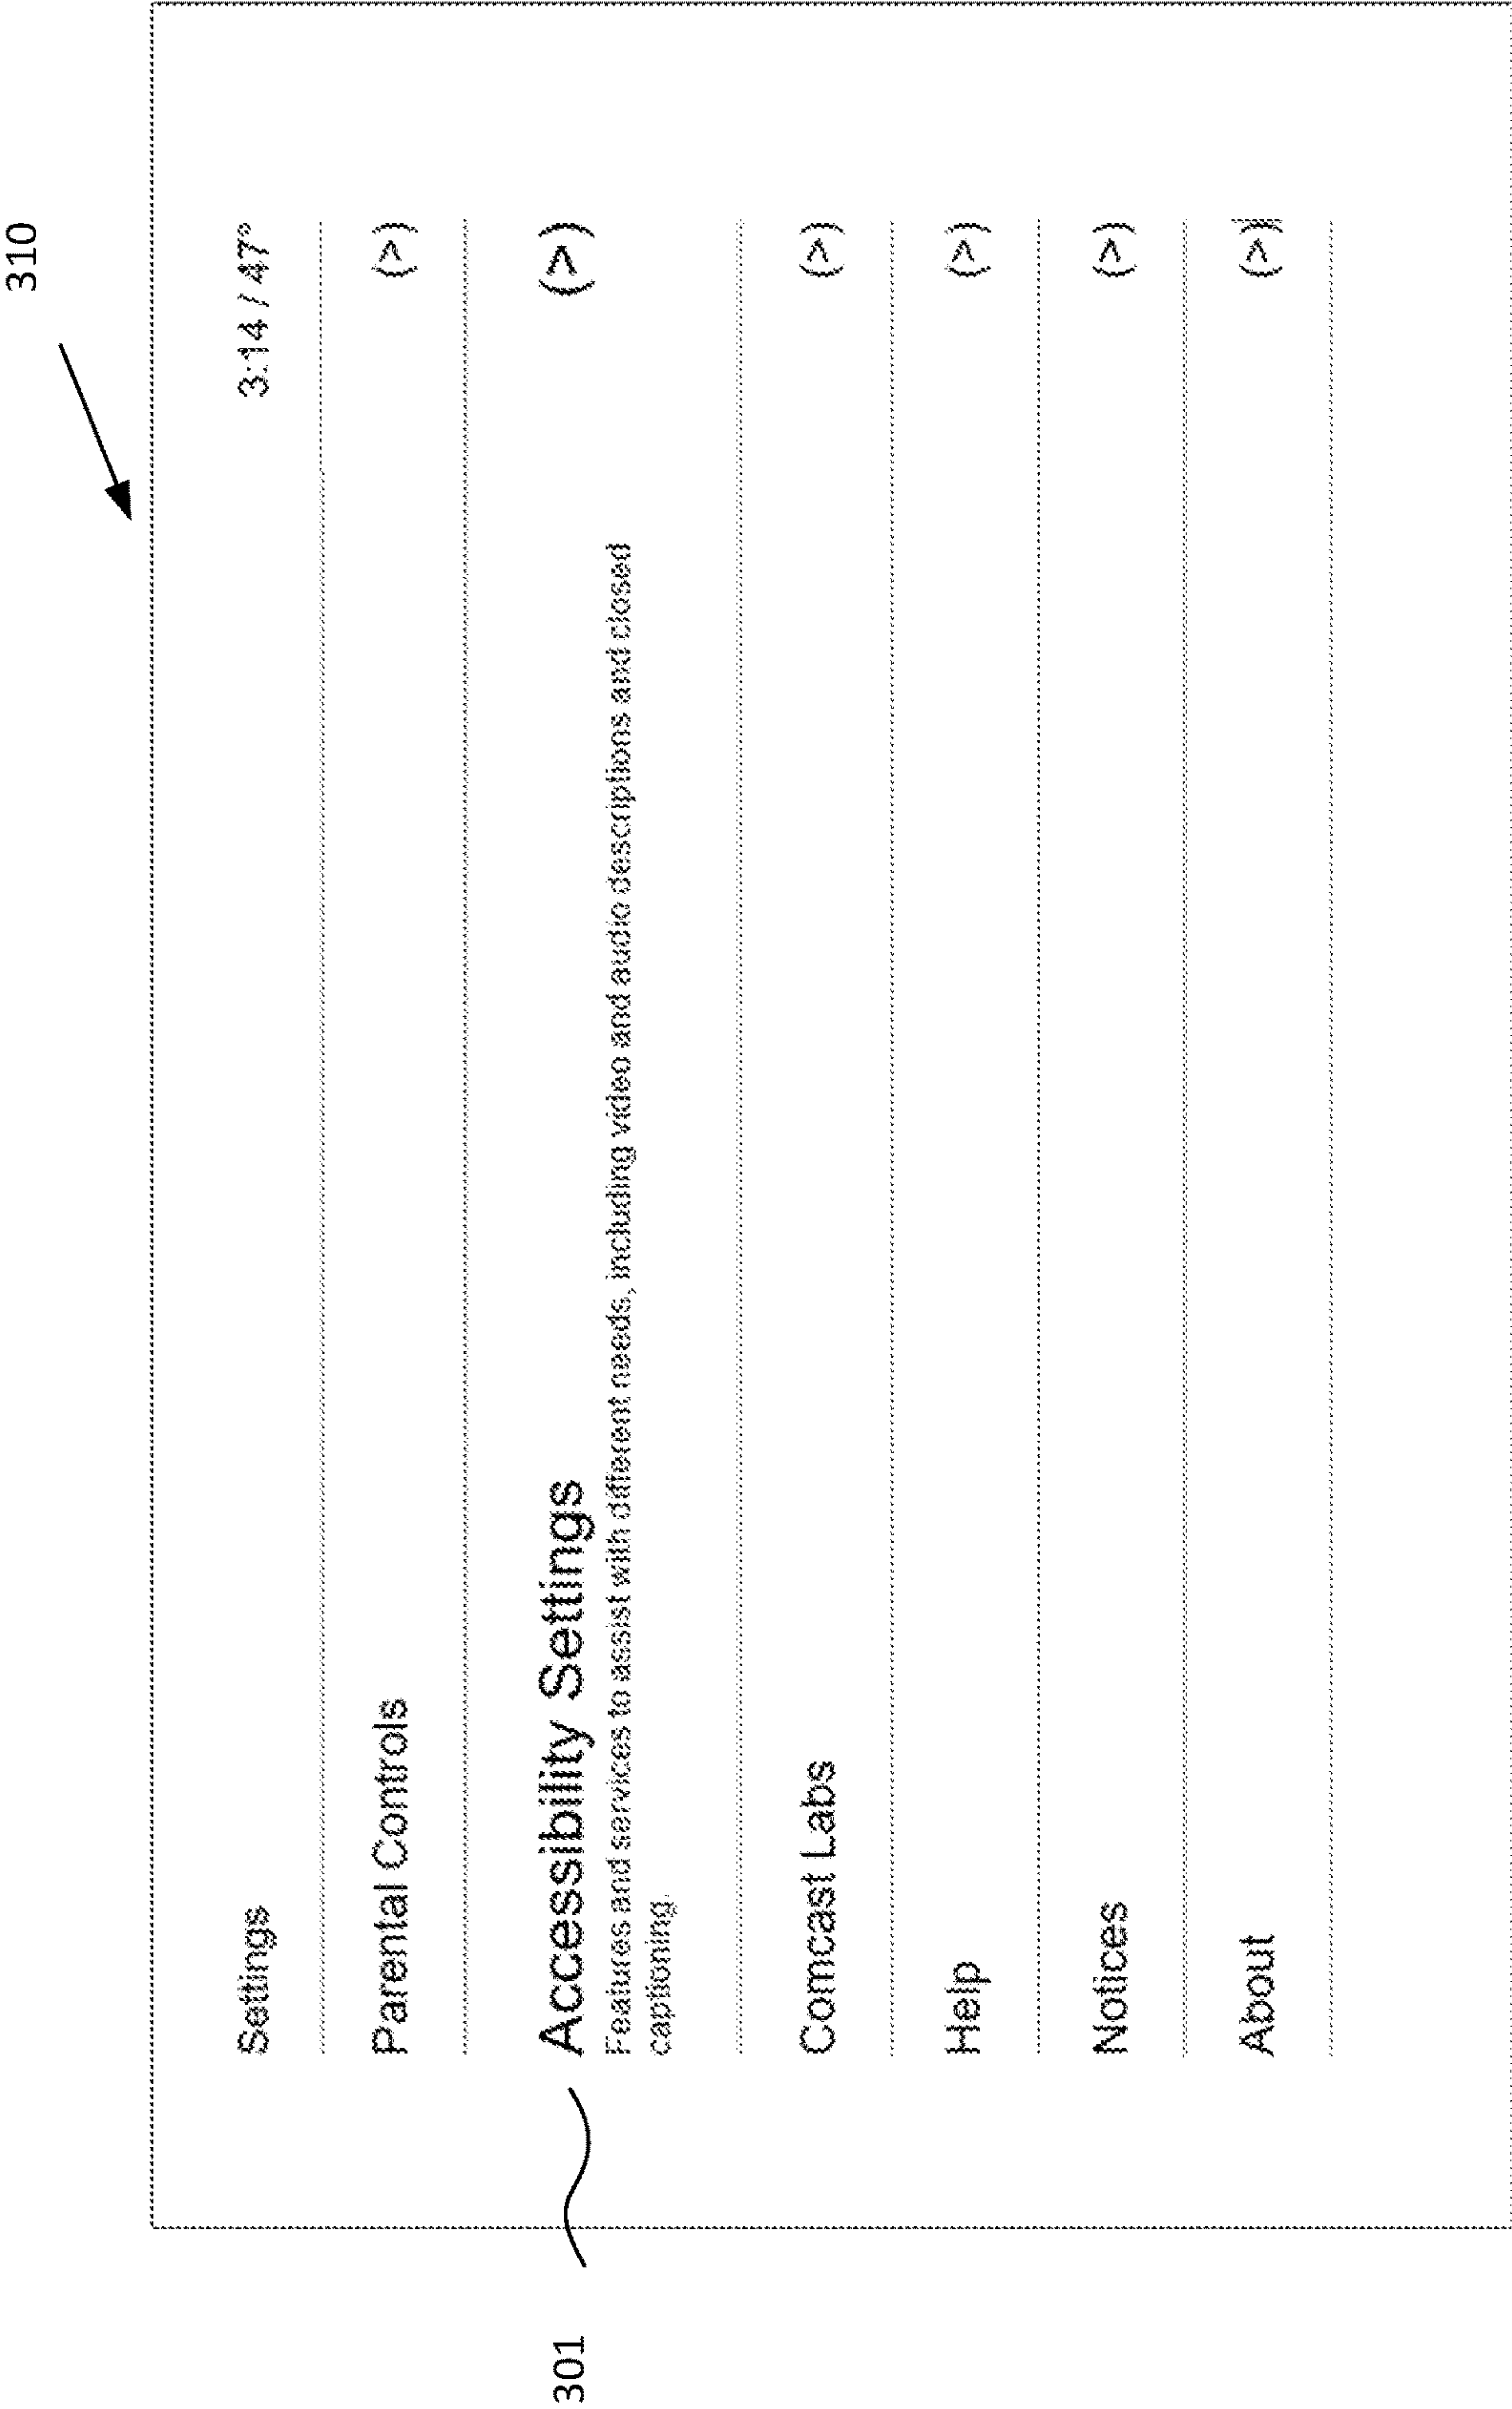 310
Settings 3:14 / 47°
Parental Controls (>)
301
Accessibility Settings (>)
Features and services to assist with different needs, including video and audio descriptions and closed
captioning.
Comcast Labs (>)
Help (>)
Notices (>)
About (>)